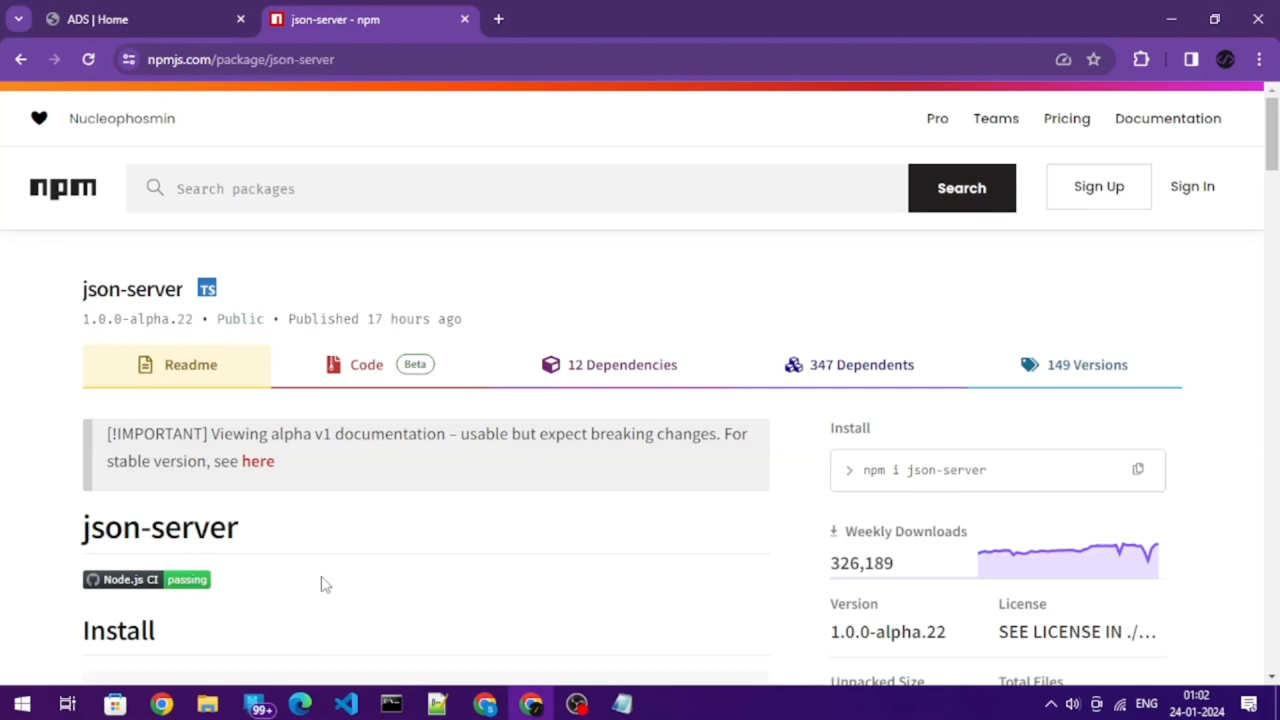 ADS | Home
json-server - npm
npmjs.com/package/json-server
Nucleophosmin
Pro
Teams
Pricing
Documentation
npm
Search packages
Search
Sign Up
Sign In
json-server TS
1.0.0-alpha.22 • Public • Published 17 hours ago
Readme
Code Beta
12 Dependencies
347 Dependents
149 Versions
[!IMPORTANT] Viewing alpha v1 documentation – usable but expect breaking changes. For
stable version, see here
json-server
Node.js CI passing
Install
Install
> npm i json-server
Weekly Downloads
326,189
Version
License
1.0.0-alpha.22
SEE LICENSE IN ./…
Unpacked Size
Total Files
99+
ENG
01:02
24-01-2024